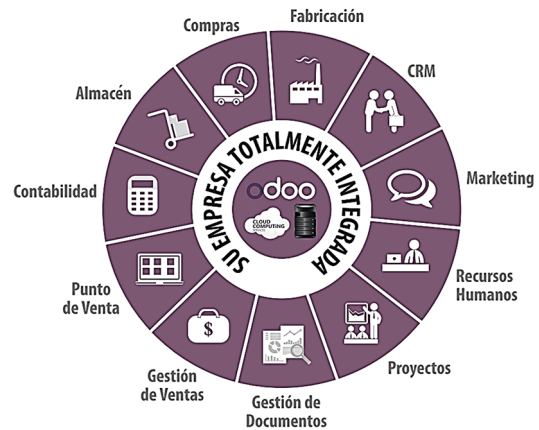 Fabricación
Compras
CRM
Almacén
Marketing
Contabilidad
Recursos
Humanos
Punto
de Venta
Proyectos
Gestión
de Ventas
Gestión de
Documentos
SU EMPRESA TOTALMENTE INTEGRADA
odoo
CLOUD
COMPUTING
$